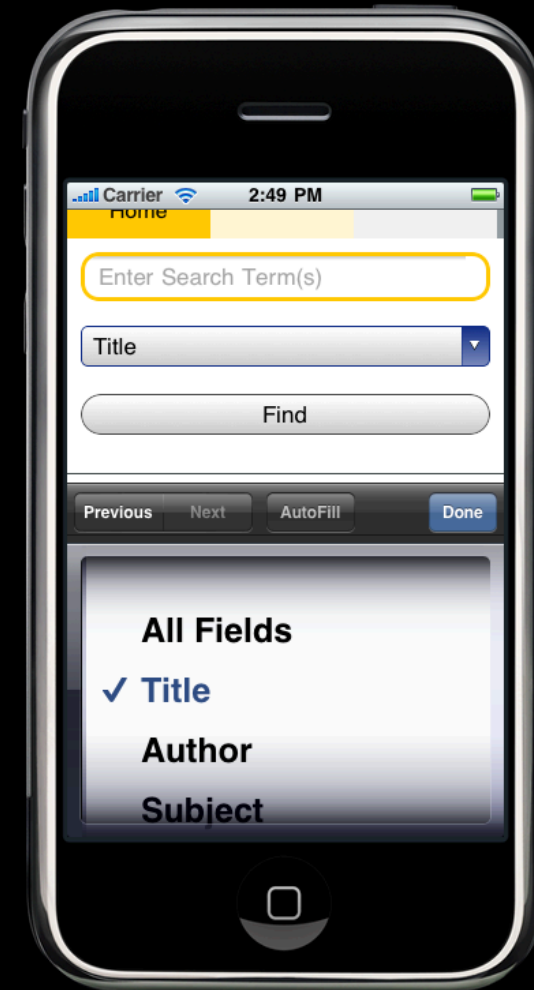 Carrier 2:49 PM
Home
Enter Search Term(s)
Title
Find
Previous Next AutoFill Done
All Fields
✓ Title
Author
Subject